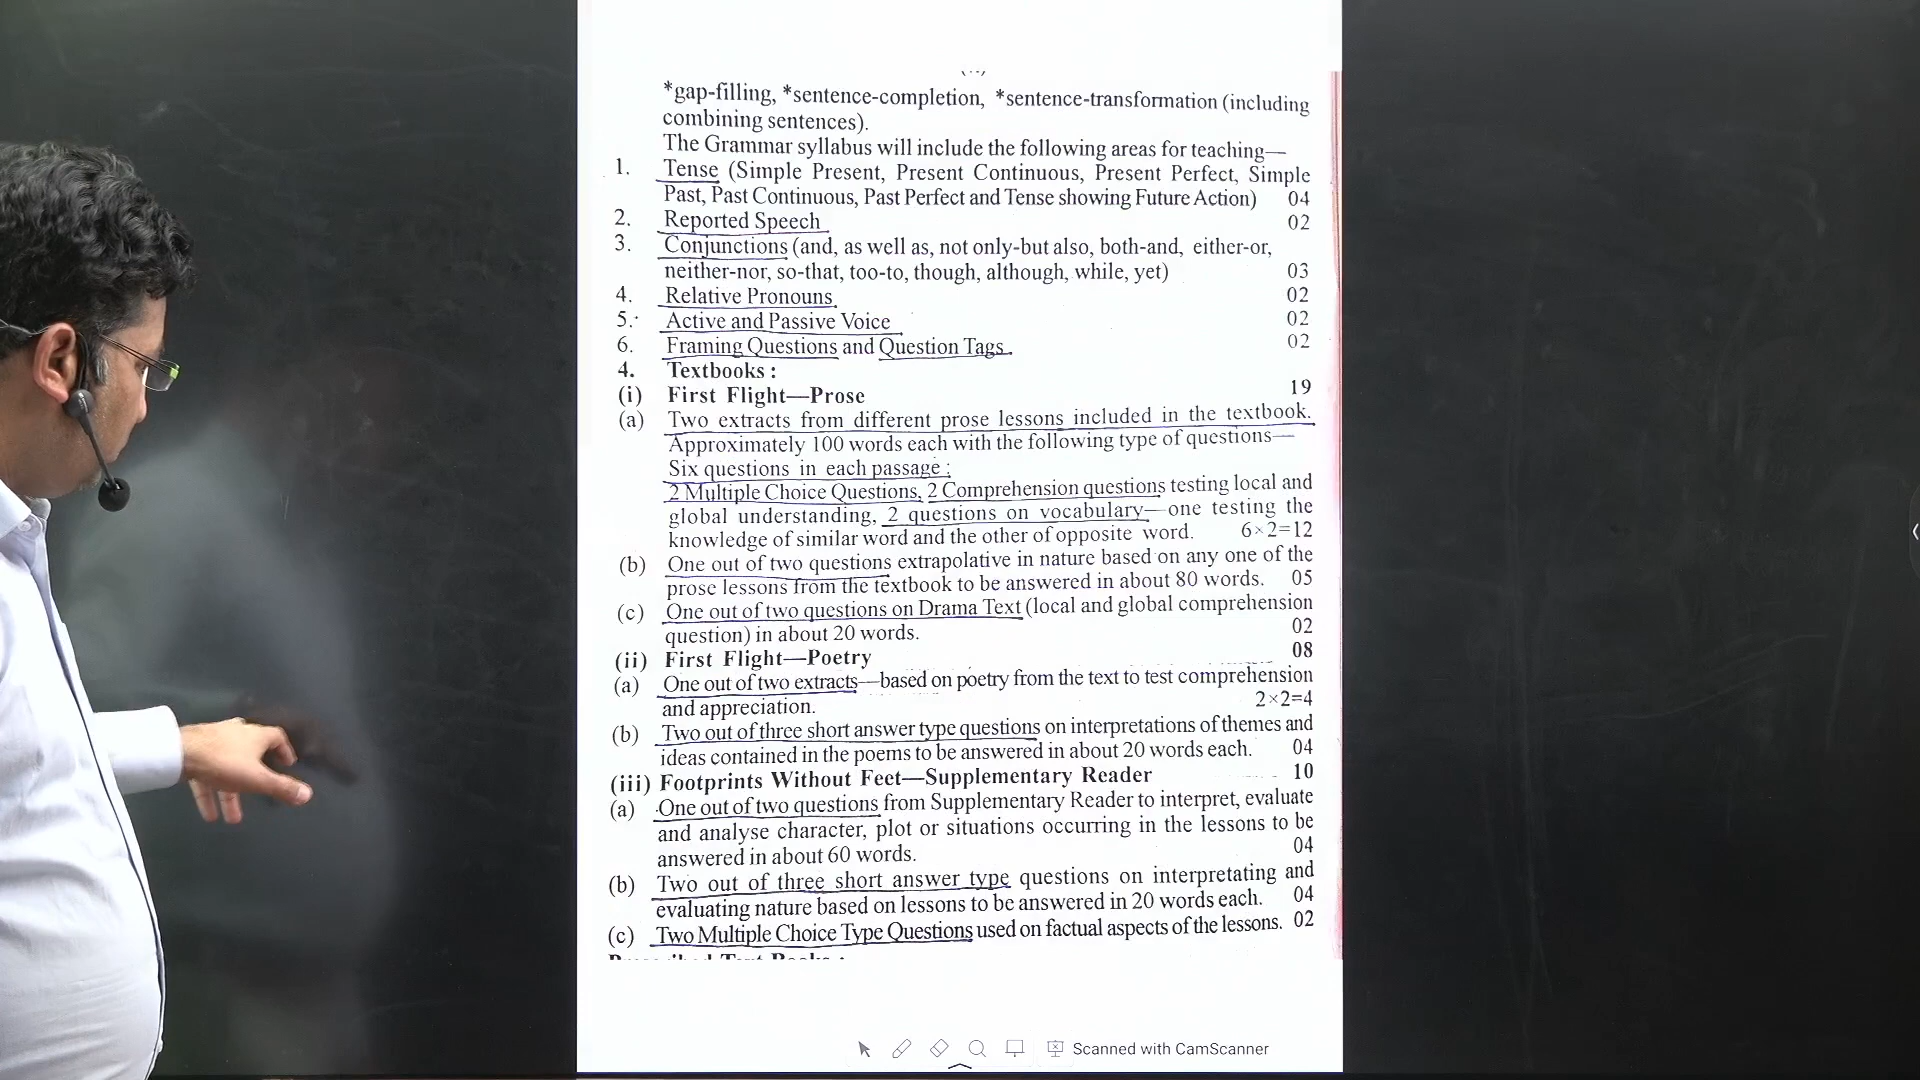 *gap-filling, *sentence-completion, *sentence-transformation (including
combining sentences).
The Grammar syllabus will include the following areas for teaching—
1. Tense (Simple Present, Present Continuous, Present Perfect, Simple
Past, Past Continuous, Past Perfect and Tense showing Future Action) 04
2. Reported Speech 02
3. Conjunctions (and, as well as, not only-but also, both-and, either-or,
neither-nor, so-that, too-to, though, although, while, yet) 03
4. Relative Pronouns 02
5. Active and Passive Voice 02
6. Framing Questions and Question Tags. 02
4. Textbooks :
(i) First Flight—Prose 19
(a) Two extracts from different prose lessons included in the textbook.
Approximately 100 words each with the following type of questions—
Six questions in each passage :
2 Multiple Choice Questions, 2 Comprehension questions testing local and
global understanding, 2 questions on vocabulary—one testing the
knowledge of similar word and the other of opposite word. 6×2=12
(b) One out of two questions extrapolative in nature based on any one of the
prose lessons from the textbook to be answered in about 80 words. 05
(c) One out of two questions on Drama Text (local and global comprehension
question) in about 20 words. 02
(ii) First Flight—Poetry 08
(a) One out of two extracts—based on poetry from the text to test comprehension
and appreciation. 2×2=4
(b) Two out of three short answer type questions on interpretations of themes and
ideas contained in the poems to be answered in about 20 words each. 04
(iii) Footprints Without Feet—Supplementary Reader 10
(a) One out of two questions from Supplementary Reader to interpret, evaluate
and analyse character, plot or situations occurring in the lessons to be
answered in about 60 words. 04
(b) Two out of three short answer type questions on interpretating and
evaluating nature based on lessons to be answered in 20 words each. 04
(c) Two Multiple Choice Type Questions used on factual aspects of the lessons. 02
Scanned with CamScanner